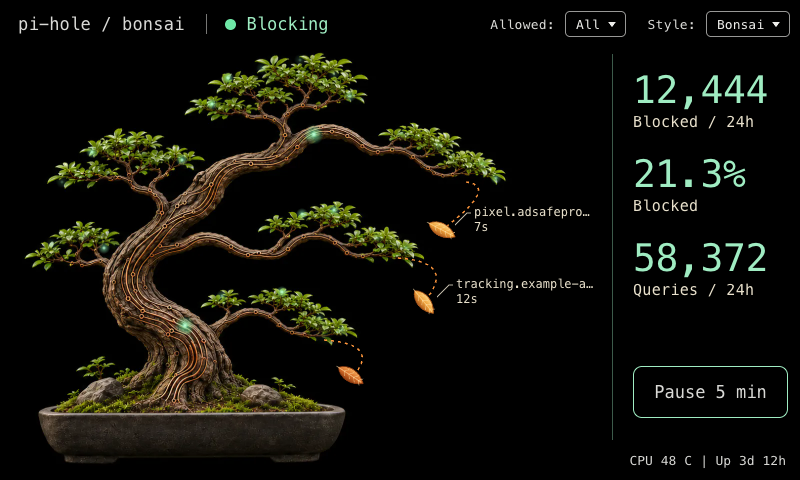 pi-hole / bonsai
Blocking
Allowed: All
Style: Bonsai
12,444
Blocked / 24h
21.3%
Blocked
58,372
Queries / 24h
pixel.adsafepro…
7s
tracking.example-a…
12s
Pause 5 min
CPU 48 C | Up 3d 12h